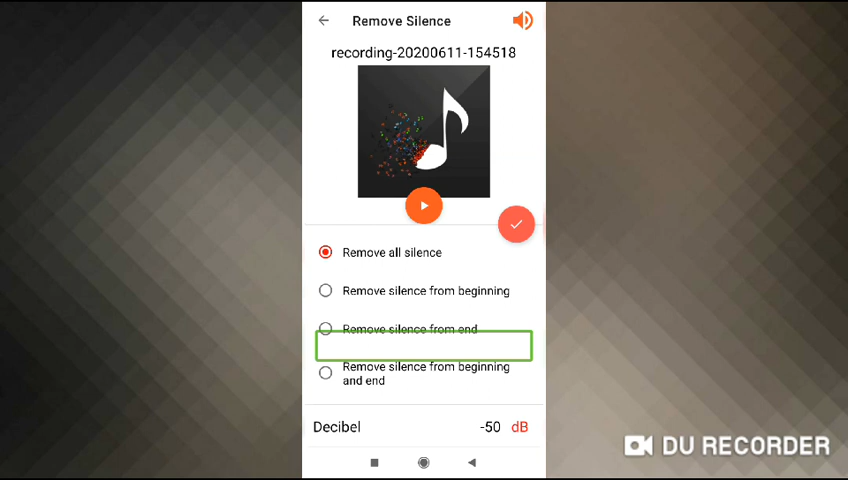 Remove Silence
recording-20200611-154518
Remove all silence
Remove silence from beginning
Remove silence from end
Remove silence from beginning
and end
Decibel -50 dB
DU RECORDER